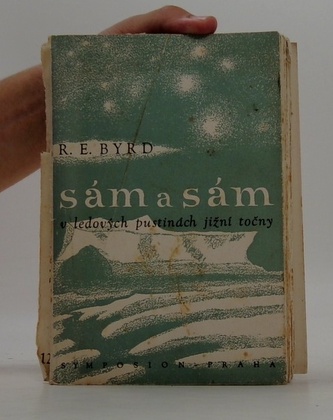 R. E. BYRD
sám a sám
v ledových pustinách jižní točny
SYMPOSION - PRAHA